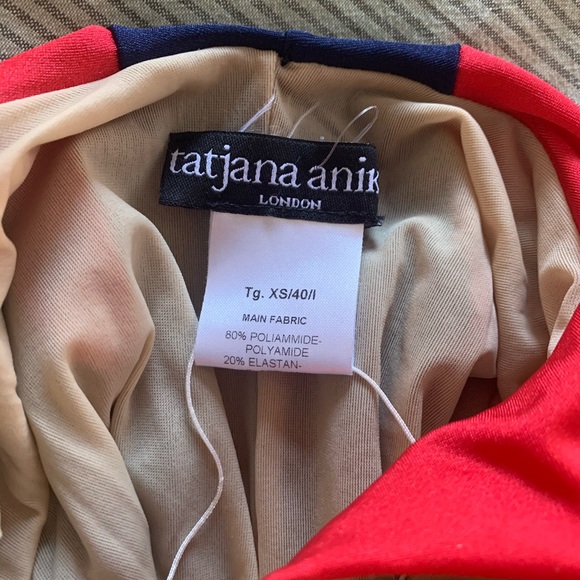 tatjana anik
LONDON
Tg. XS/40/I
MAIN FABRIC
80% POLIAMMIDE-
POLYAMIDE
20% ELASTAN-